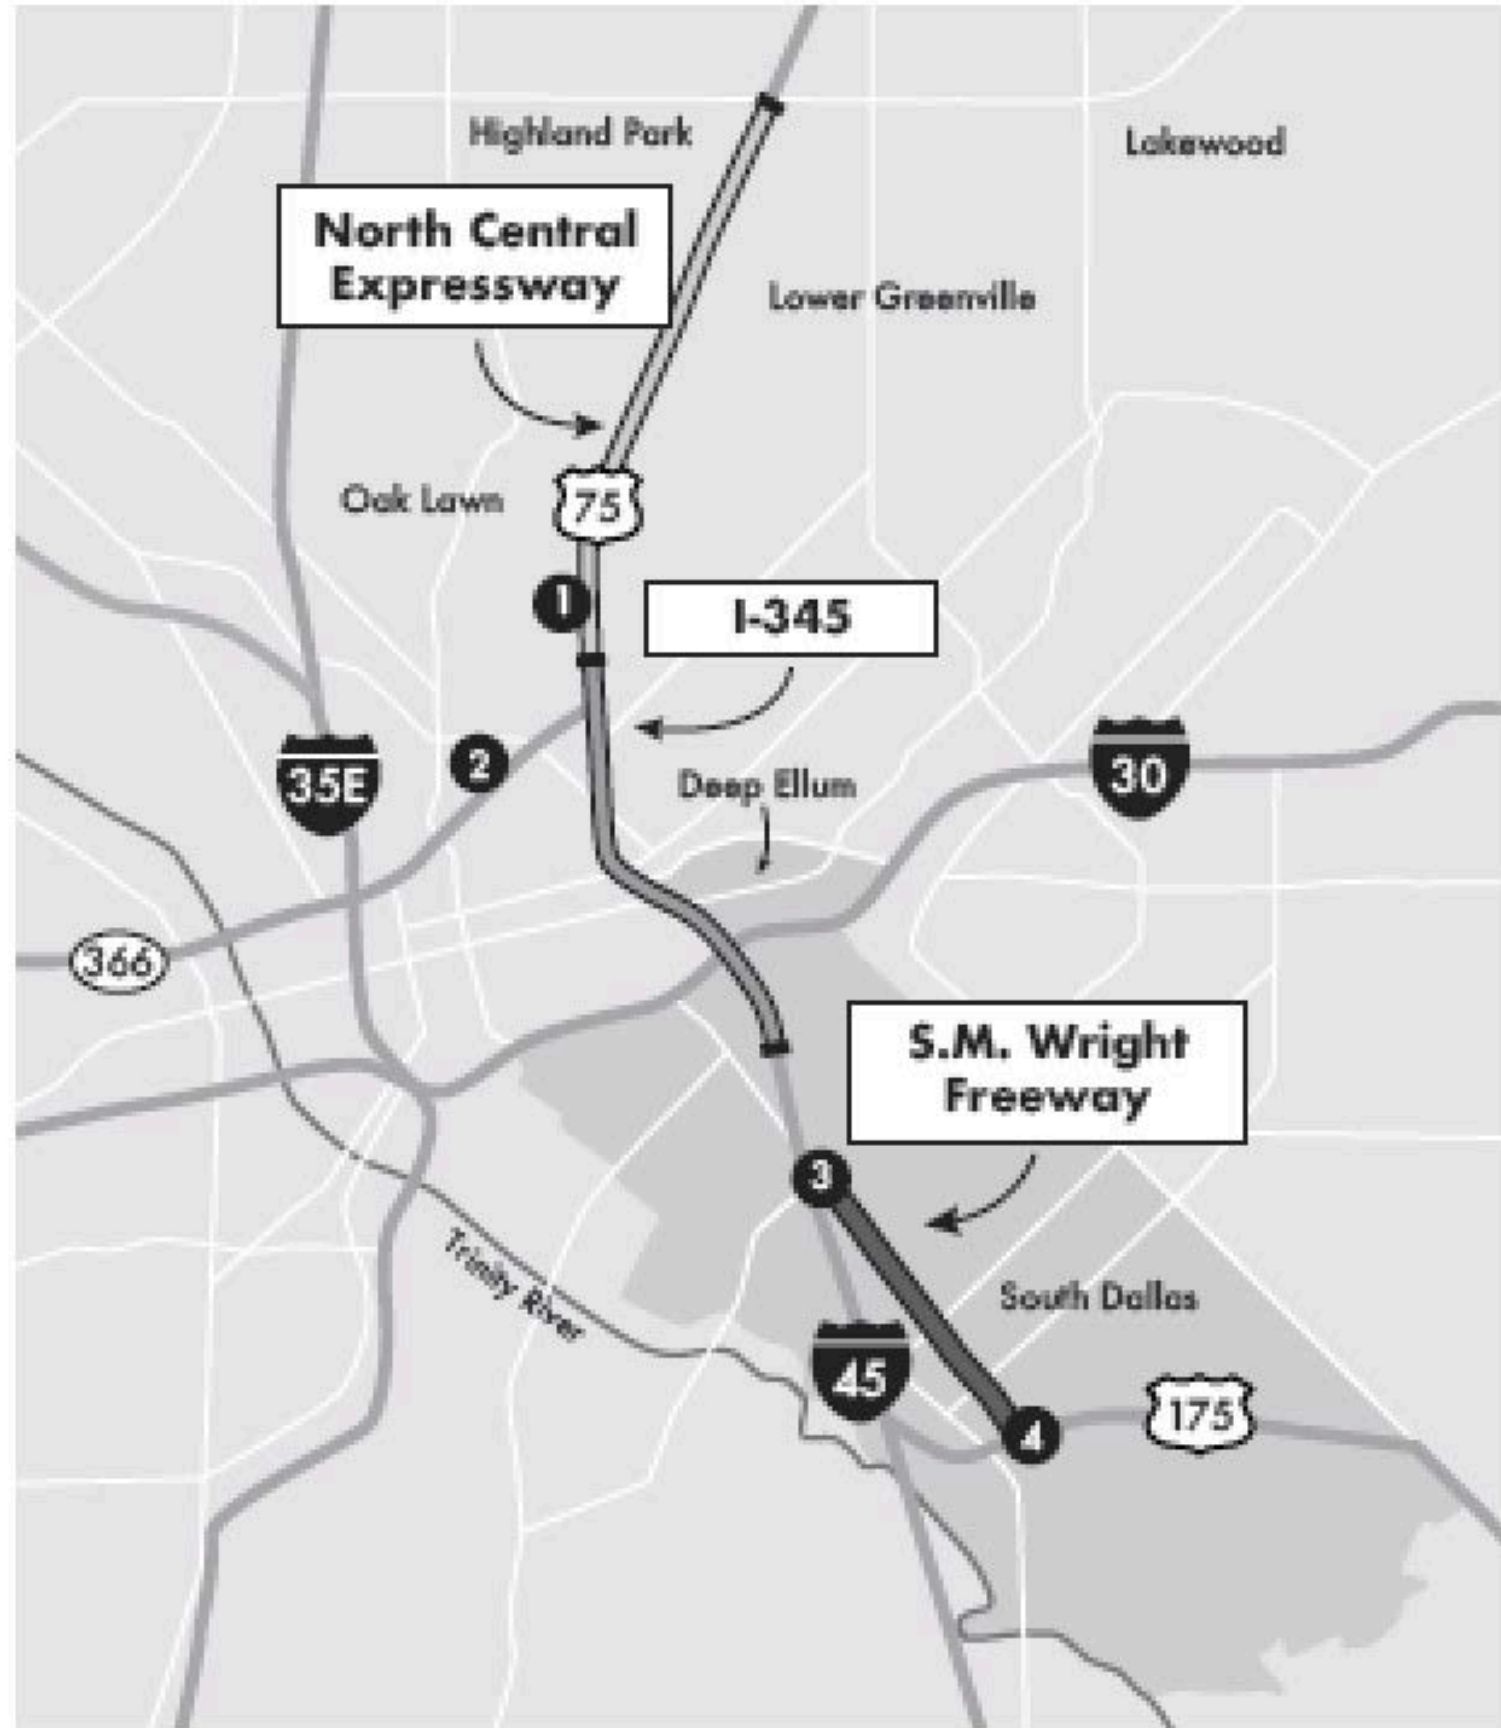 Highland Park
Lakewood
North Central
Expressway
Lower Greenville
Oak Lawn
75
1
I-345
2
35E
Deep Ellum
30
366
S.M. Wright
Freeway
3
Trinity River
South Dallas
45
175
4